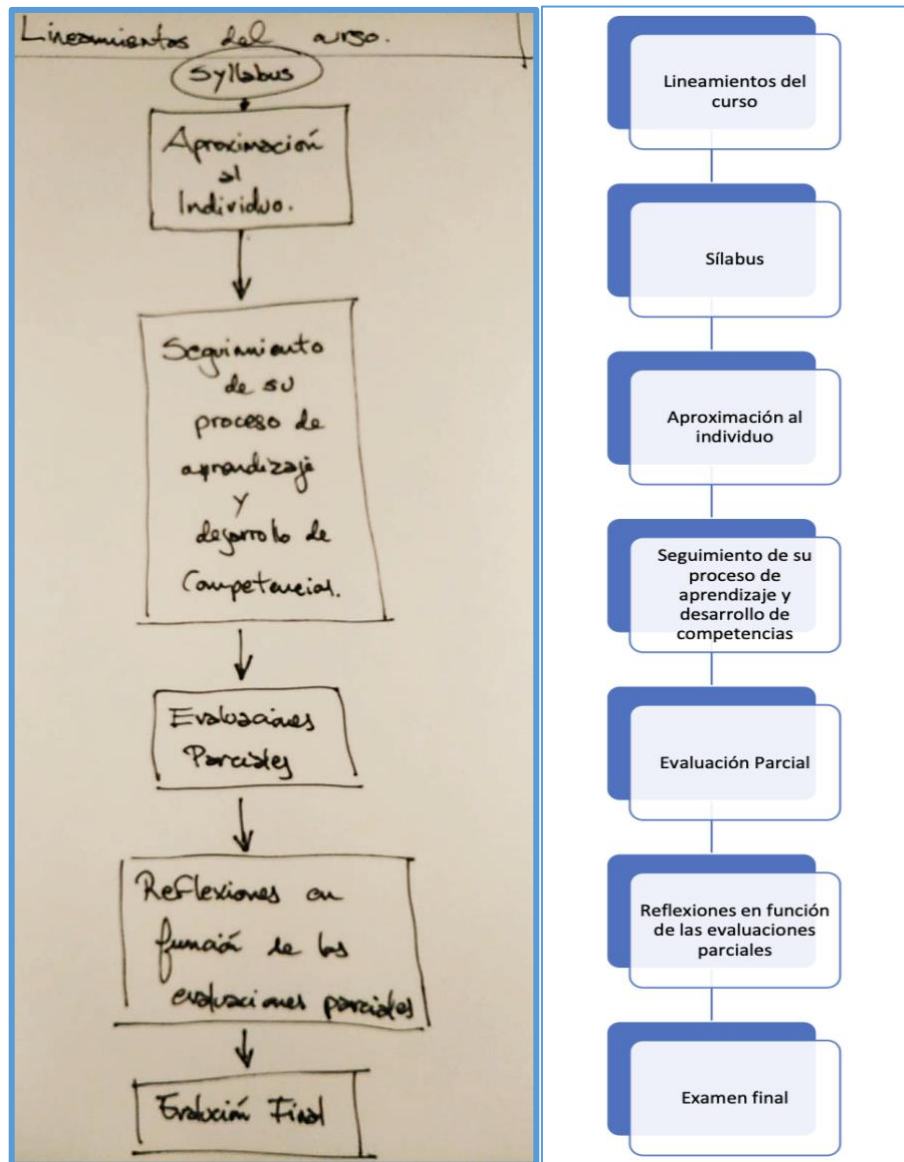 Lineamientos del curso.
Syllabus
Aproximación
al
Individuo.
Seguimiento
de su
proceso de
aprendizaje
y
desarrollo de
Competencias.
Evaluaciones
Parciales
Reflexiones en
función de las
evaluaciones parciales
Evalución Final
Lineamientos del
curso
Sílabus
Aproximación al
individuo
Seguimiento de su
proceso de
aprendizaje y
desarrollo de
competencias
Evaluación Parcial
Reflexiones en función
de las evaluaciones
parciales
Examen final